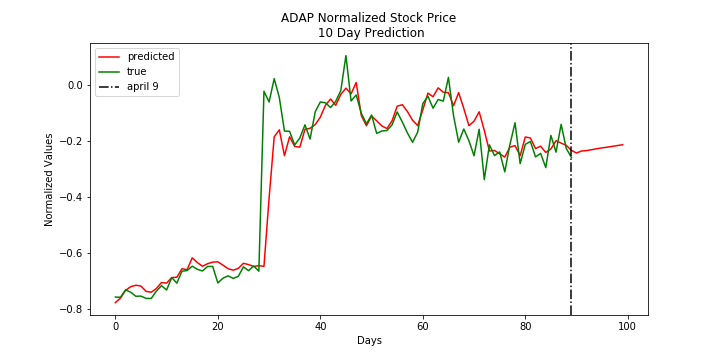 ADAP Normalized Stock Price
10 Day Prediction
predicted
true
april 9
Normalized Values
0.0
−0.2
−0.4
−0.6
−0.8
0 20 40 60 80 100
Days